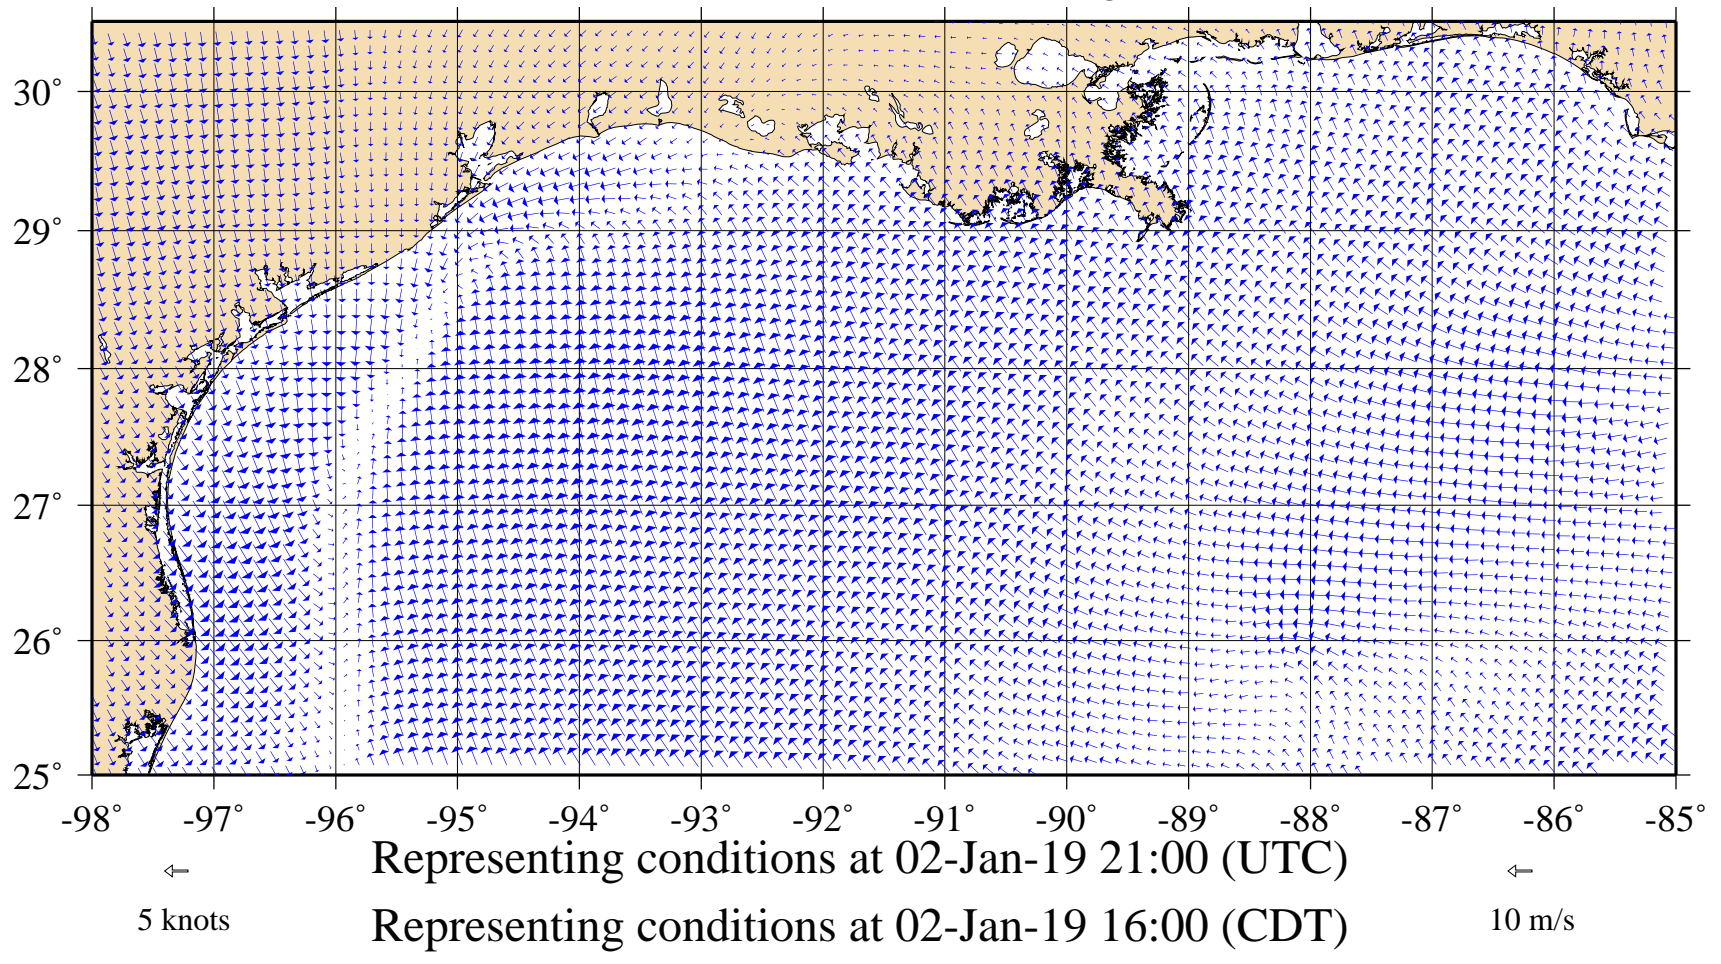 30°
29°
28°
27°
26°
25°
-98° -97° -96° -95° -94° -93° -92° -91° -90° -89° -88° -87° -86° -85°
Representing conditions at 02-Jan-19 21:00 (UTC)
5 knots
10 m/s
Representing conditions at 02-Jan-19 16:00 (CDT)